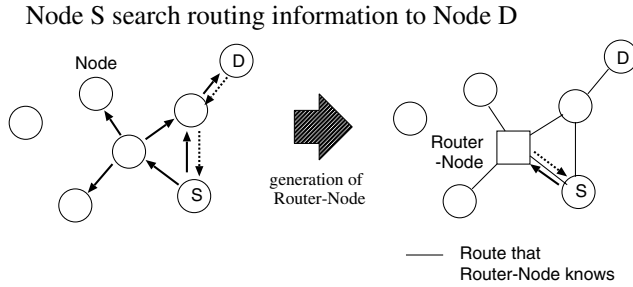 Node S search routing information to Node D
Node
D
S
generation of
Router-Node
D
Router
-Node
S
Route that
Router-Node knows